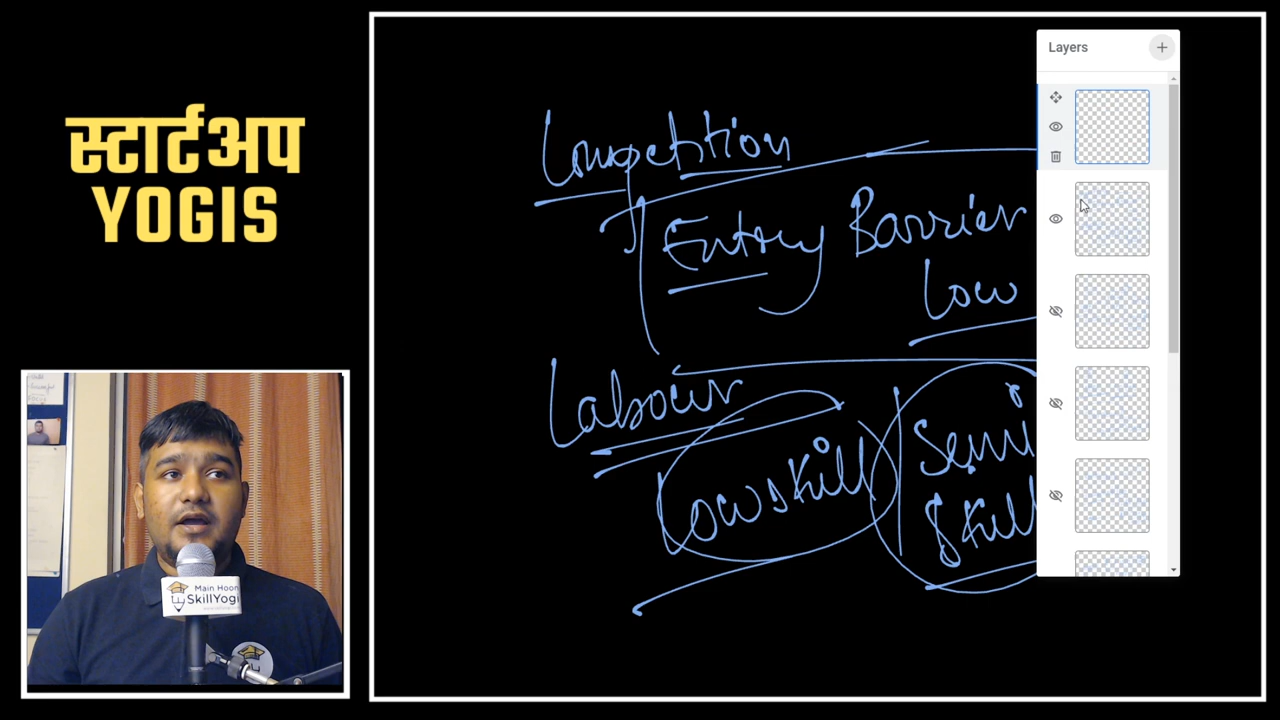 स्टार्टअप
YOGIS
Layers
Competition
Entry Barrier
Low
Labour
Low skill
Semi
Skill
Main Hoon
SkillYogi